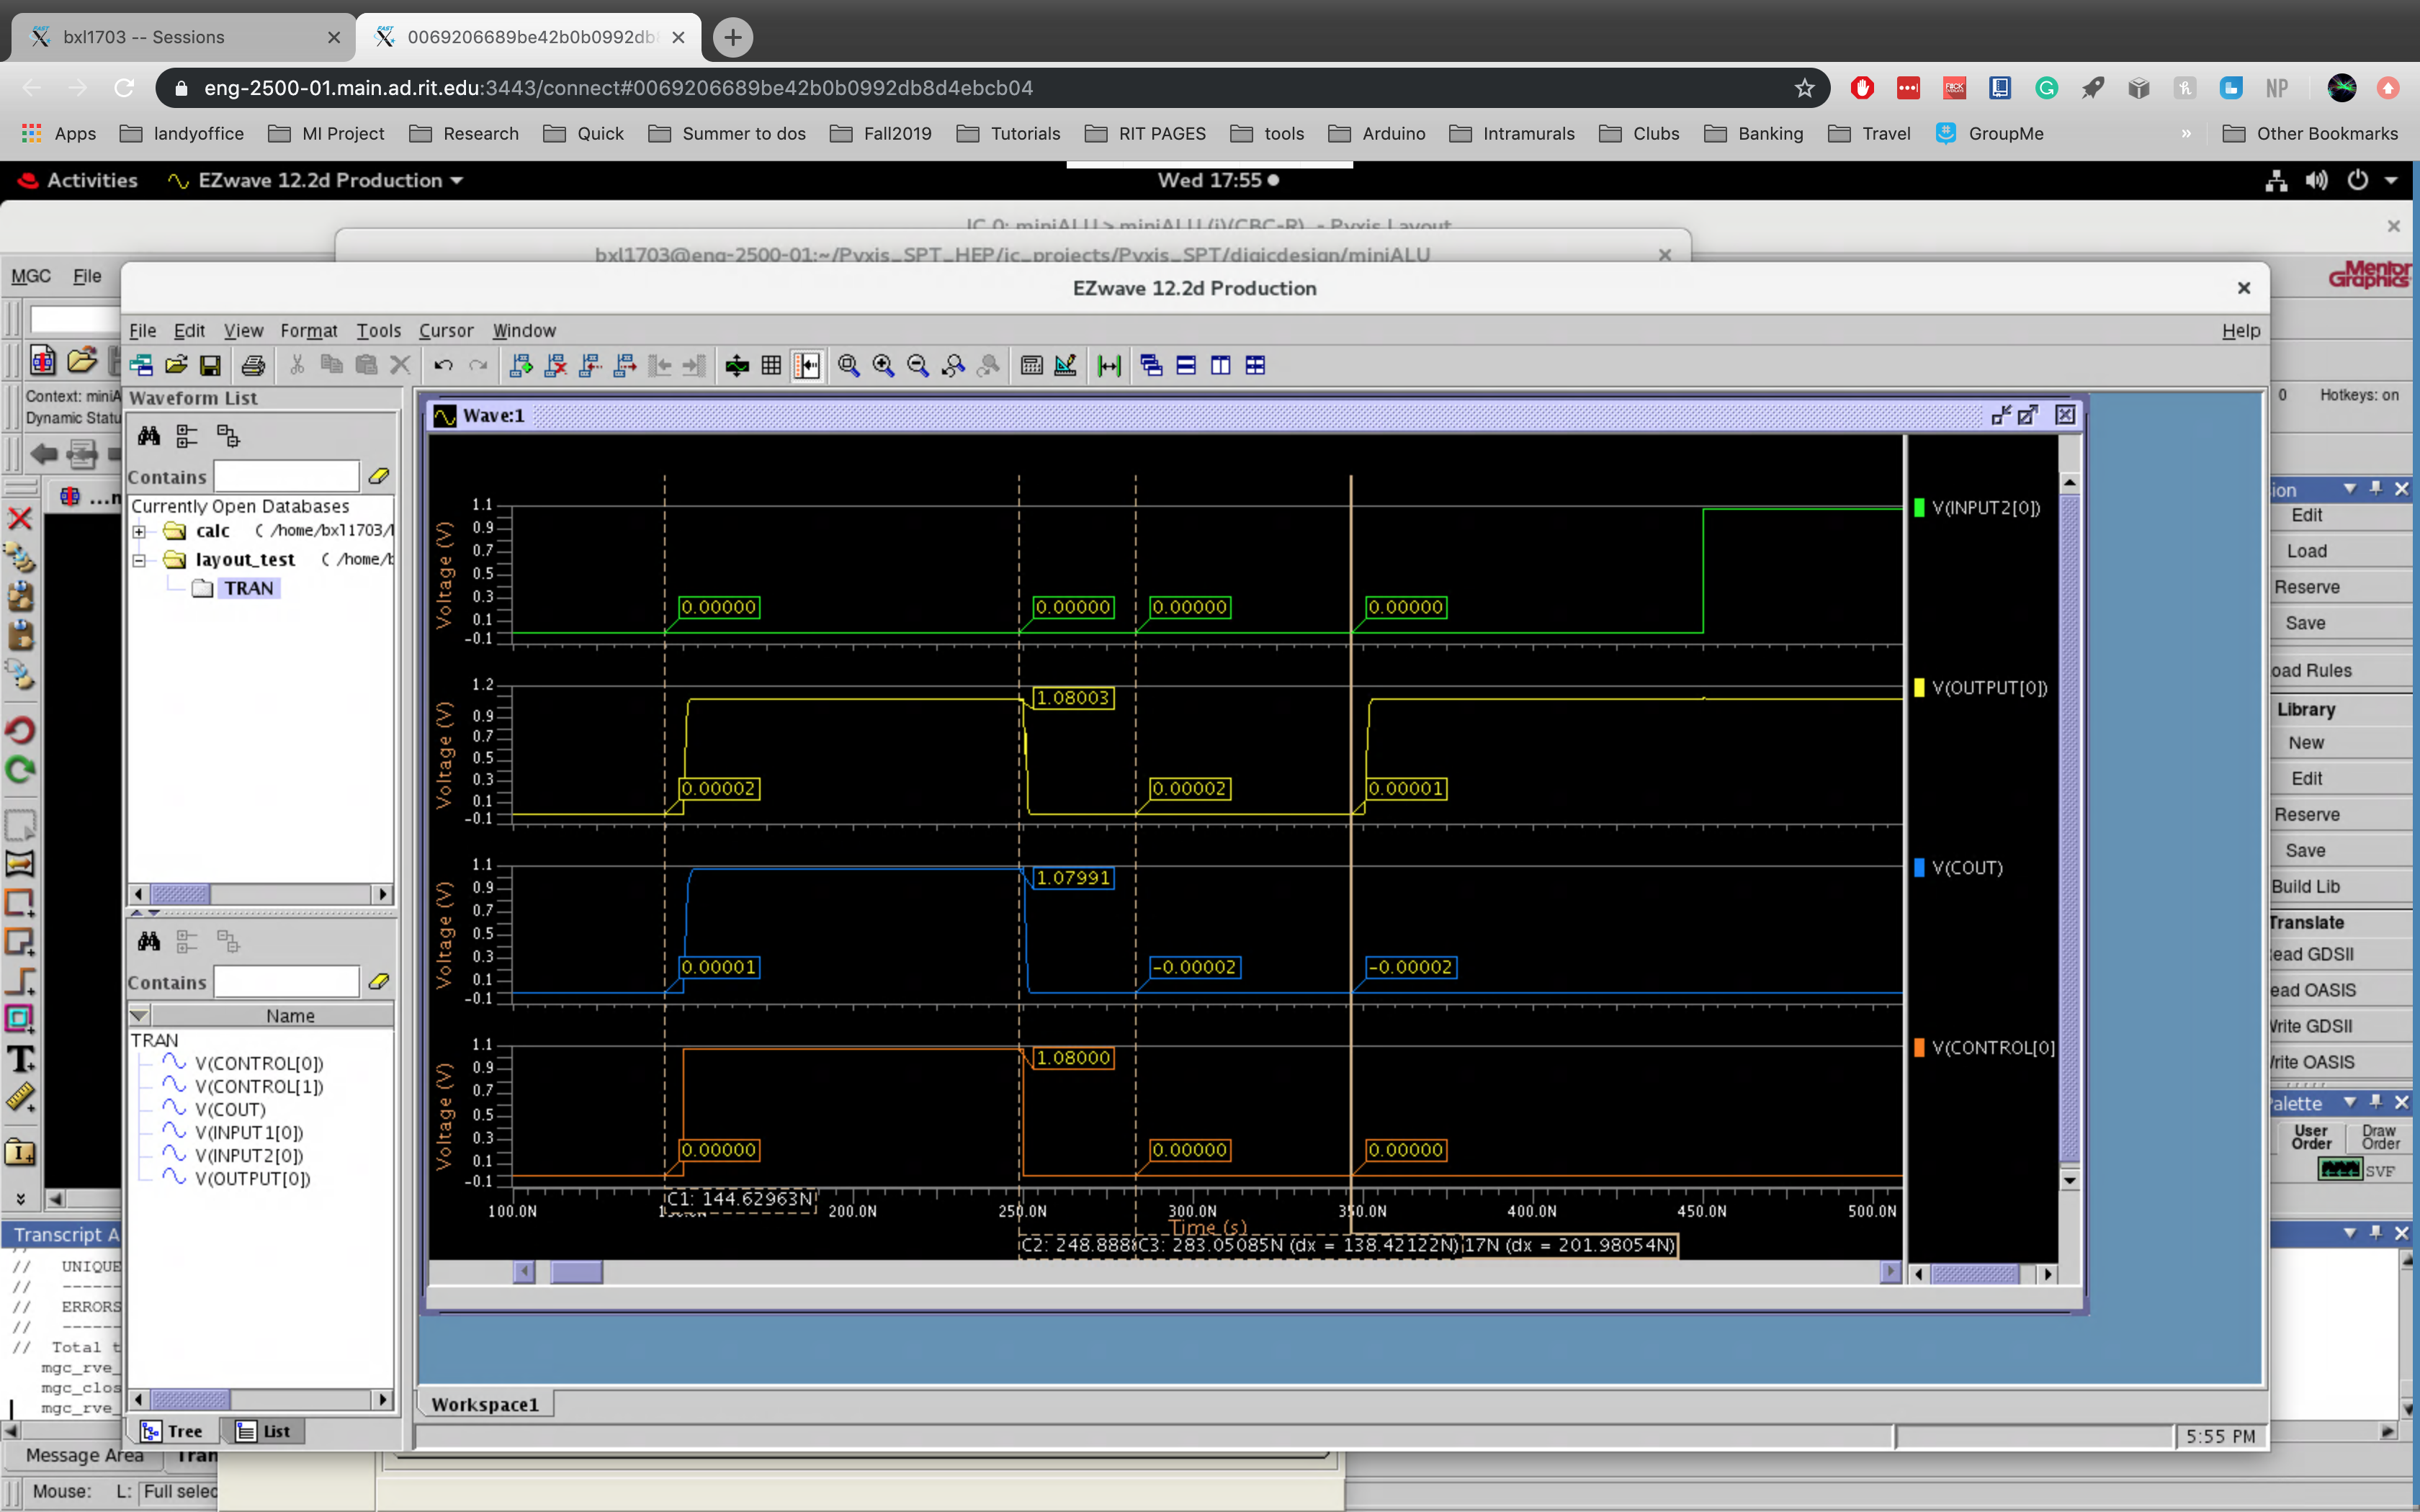 bxl1703 -- Sessions
0069206689be42b0b0992db
eng-2500-01.main.ad.rit.edu:3443/connect#0069206689be42b0b0992db8d4ebcb04
NP
Apps landyoffice MI Project Research Quick Summer to dos Fall2019 Tutorials RIT PAGES tools Arduino Intramurals Clubs Banking Travel GroupMe » Other Bookmarks
Activities EZwave 12.2d Production Wed 17:55
IC 0: miniALU > miniALU (i)(CBC-R) - Pyxis Layout
bxl1703@eng-2500-01:~/Pyxis_SPT_HEP/ic_projects/Pyxis_SPT/digicdesign/miniALU
MGC File
Mentor Graphics
EZwave 12.2d Production
File Edit View Format Tools Cursor Window Help
Context: miniA
Dynamic Statu
0 Hotkeys: on
Waveform List
Contains
Currently Open Databases
calc ( /home/bxl1703/
layout_test ( /home/b
TRAN
Contains
Name
TRAN
V(CONTROL[0])
V(CONTROL[1])
V(COUT)
V(INPUT1[0])
V(INPUT2[0])
V(OUTPUT[0])
Tree List
Wave:1
Voltage (V)
1.1
0.9
0.7
0.5
0.3
0.1
-0.1
0.00000 0.00000 0.00000 0.00000
V(INPUT2[0])
Voltage (V)
1.2
0.9
0.7
0.5
0.3
0.1
-0.1
0.00002 1.08003 0.00002 0.00001
V(OUTPUT[0])
Voltage (V)
1.1
0.9
0.7
0.5
0.3
0.1
-0.1
0.00001 1.07991 -0.00002 -0.00002
V(COUT)
Voltage (V)
1.1
0.9
0.7
0.5
0.3
0.1
-0.1
0.00000 1.08000 0.00000 0.00000
V(CONTROL[0]
C1: 144.62963N
100.0N 200.0N 250.0N 300.0N 350.0N 400.0N 450.0N 500.0N
Time (s)
C2: 248.888 C3: 283.05085N (dx = 138.42122N) 17N (dx = 201.98054N)
Workspace1
5:55 PM
ion
Edit
Load
Reserve
Save
oad Rules
Library
New
Edit
Reserve
Save
Build Lib
Translate
ead GDSII
ead OASIS
Write GDSII
Write OASIS
Palette
User Order
Draw Order
SVF
Transcript A
//
// UNIQUE
// ------
// ERRORS
// ------
// Total t
mgc_rve_
mgc_clos
mgc_rve_
Message Area Tran
Mouse: L: Full selec